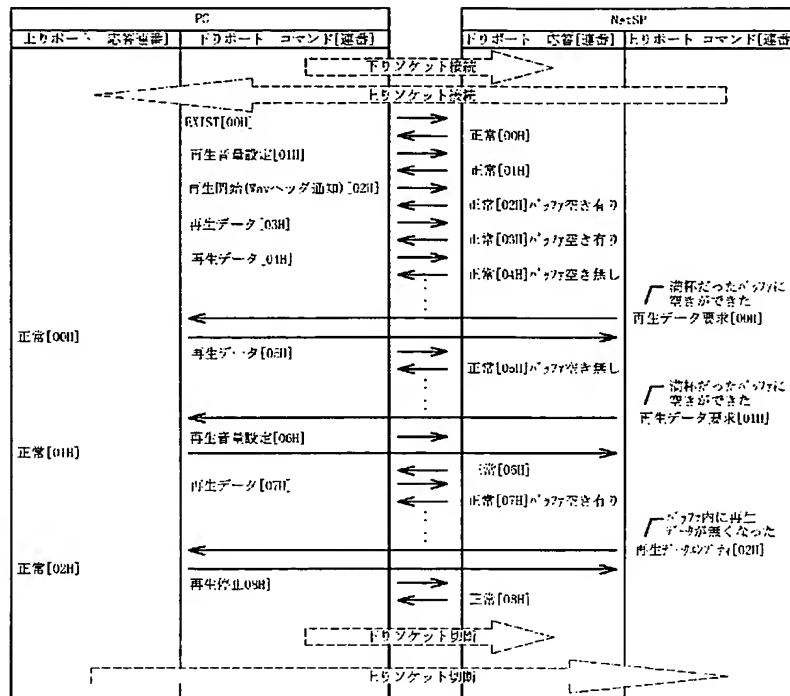 PC
NetSP
上りポート 応答[連番]
下りポート コマンド[連番]
下りポート 応答[連番]
上りポート コマンド[連番]
下りソケット接続
上りソケット接続
EXIST[00H]
正常[00H]
再生音量設定[01H]
正常[01H]
再生開始(Wavヘッダ通知)[02H]
正常[02H]バッファ空き有り
再生データ[03H]
正常[03H]バッファ空き有り
再生データ[04H]
正常[04H]バッファ空き無し
満杯だったバッファに
空きができた
再生データ要求[00H]
正常[00H]
再生データ[05H]
正常[05H]バッファ空き無し
満杯だったバッファに
空きができた
再生データ要求[01H]
再生音量設定[06H]
正常[01H]
正常[06H]
再生データ[07H]
正常[07H]バッファ空き有り
バッファ内に再生
データが無くなった
再生データエンプティ[02H]
正常[02H]
再生停止[08H]
正常[08H]
下りソケット切断
上りソケット切断